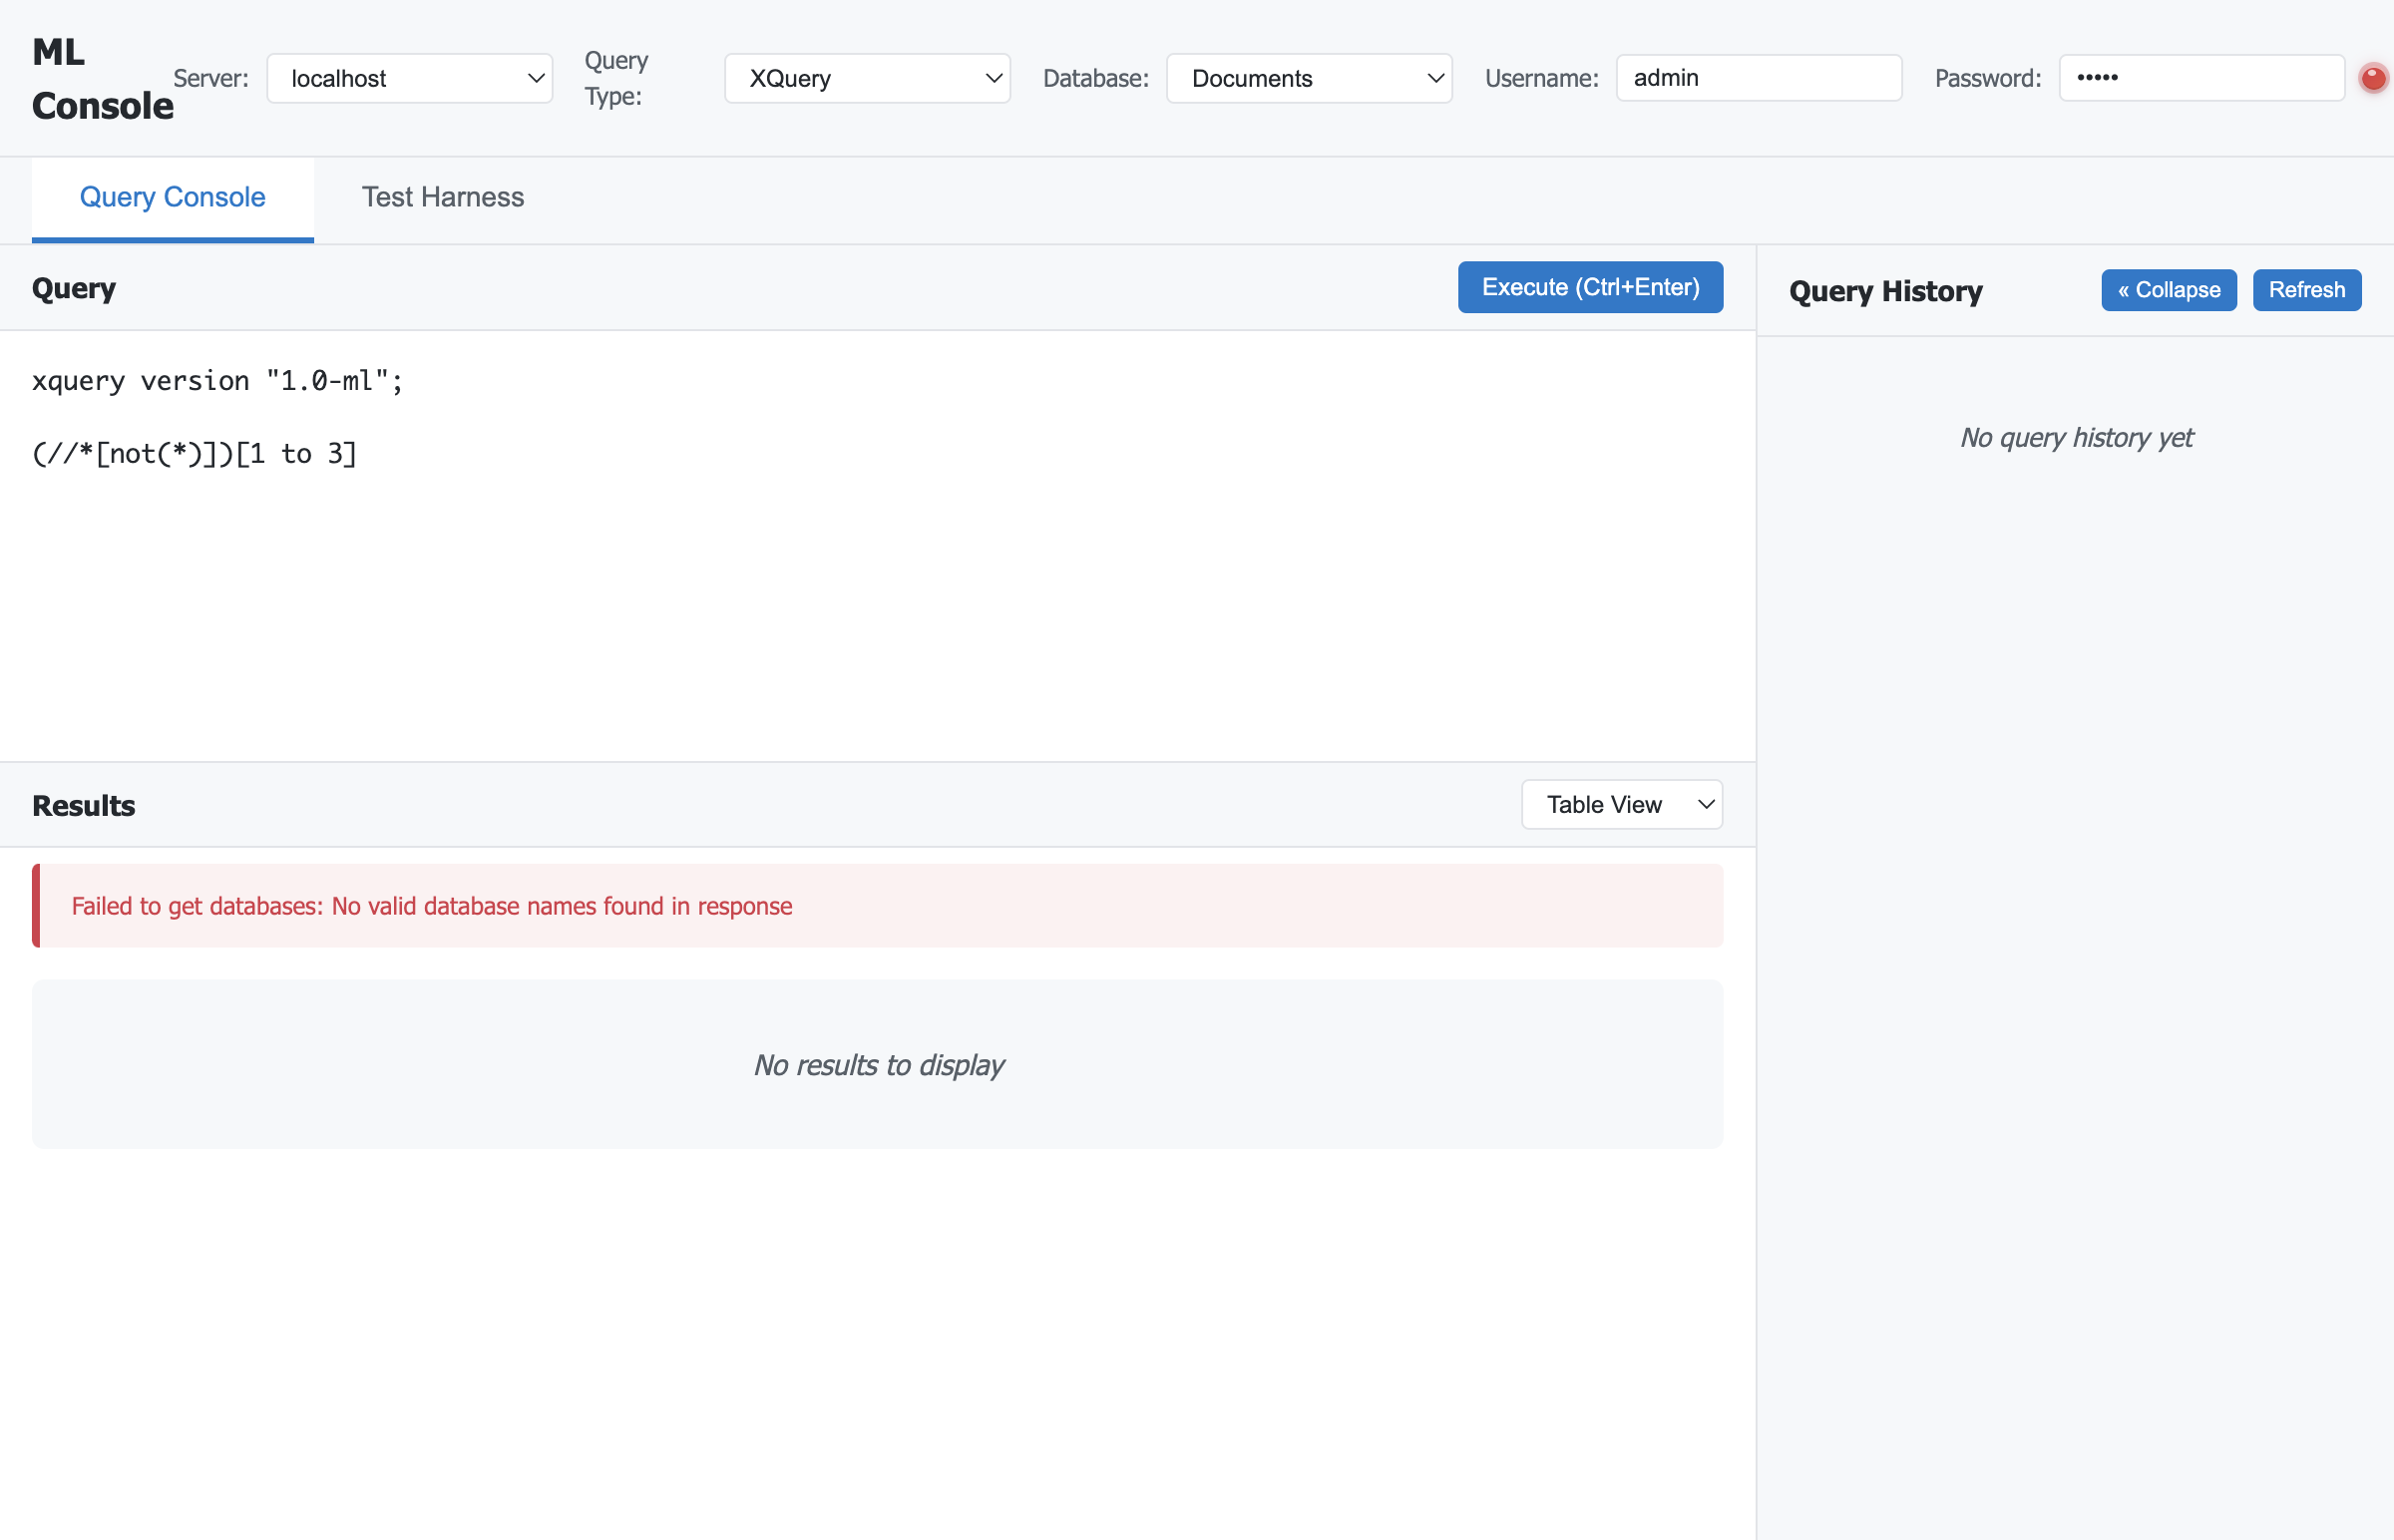 ML
Console
Server:
localhost
Query
Type:
XQuery
Database:
Documents
Username:
admin
Password:
•••••
Query Console
Test Harness
Query
Execute (Ctrl+Enter)
xquery version "1.0-ml";
(//*[not(*)])[1 to 3]
Results
Table View
Failed to get databases: No valid database names found in response
No results to display
Query History
« Collapse
Refresh
No query history yet